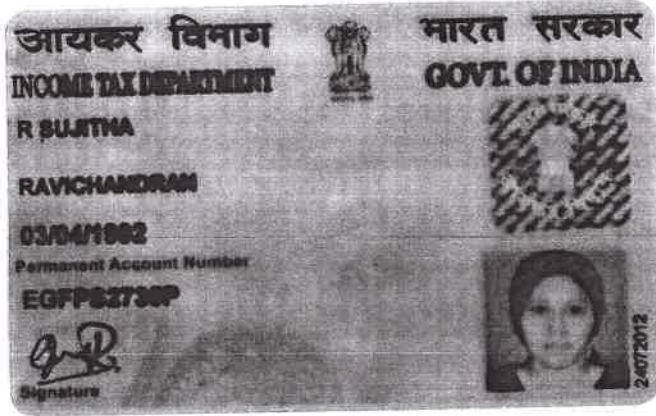 आयकर विभाग
भारत सरकार
INCOME TAX DEPARTMENT
GOVT. OF INDIA
R SUJITHA
RAVICHANDRAN
Permanent Account Number
Signature
24072012